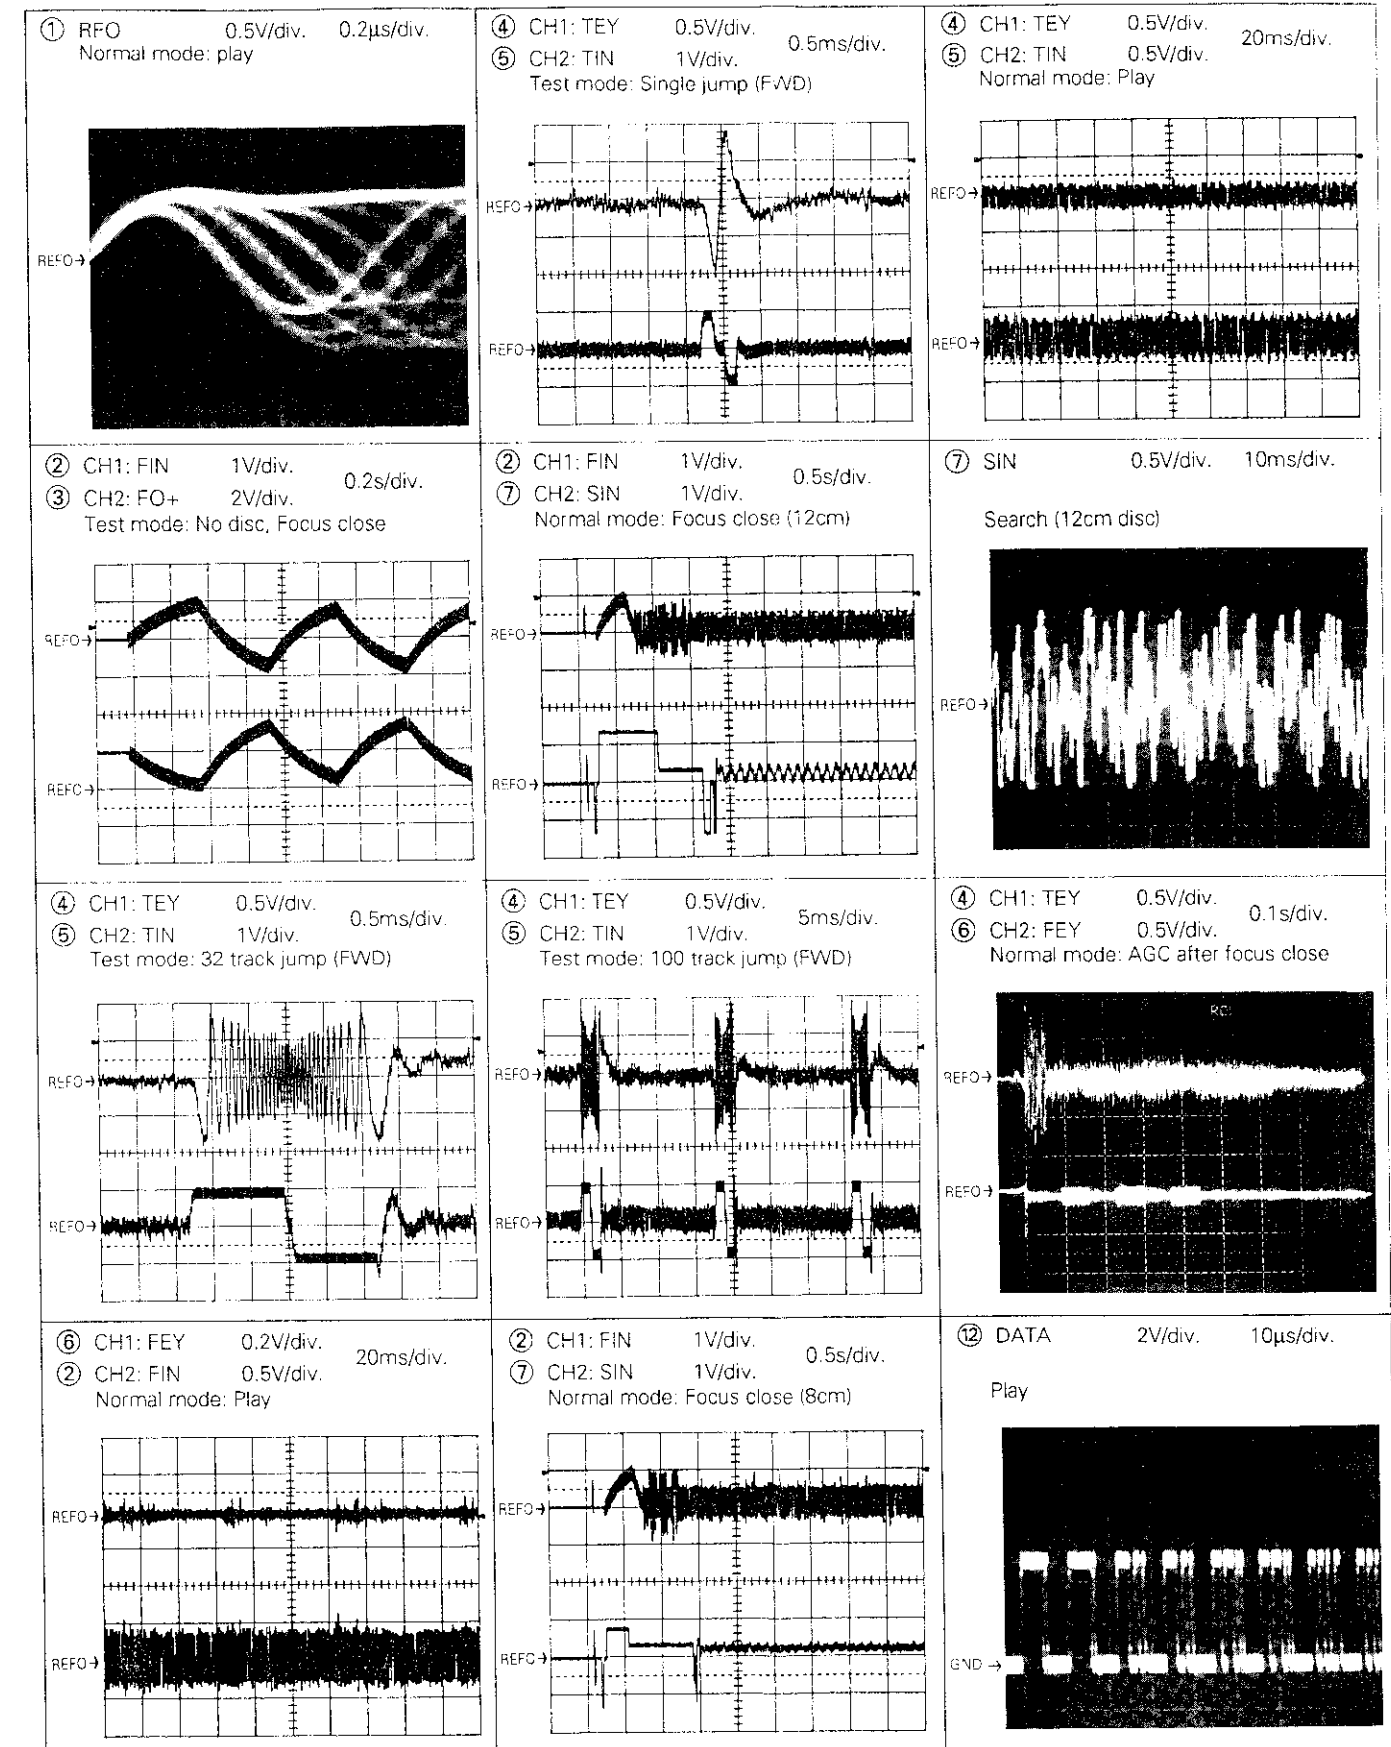 ① RFO 0.5V/div. 0.2µs/div.
Normal mode: play
REFO→
④ CH1: TEY 0.5V/div.
0.5ms/div.
⑤ CH2: TIN 1V/div.
Test mode: Single jump (FWD)
REFO→
REFO→
④ CH1: TEY 0.5V/div.
20ms/div.
⑤ CH2: TIN 0.5V/div.
Normal mode: Play
REFO→
REFO→
② CH1: FIN 1V/div.
0.2s/div.
③ CH2: FO+ 2V/div.
Test mode: No disc, Focus close
REFO→
REFO→
② CH1: FIN 1V/div.
0.5s/div.
⑦ CH2: SIN 1V/div.
Normal mode: Focus close (12cm)
REFO→
REFO→
⑦ SIN 0.5V/div. 10ms/div.
Search (12cm disc)
REFO→
④ CH1: TEY 0.5V/div.
0.5ms/div.
⑤ CH2: TIN 1V/div.
Test mode: 32 track jump (FWD)
REFO→
REFO→
④ CH1: TEY 0.5V/div.
5ms/div.
⑤ CH2: TIN 1V/div.
Test mode: 100 track jump (FWD)
REFO→
REFO→
④ CH1: TEY 0.5V/div.
0.1s/div.
⑥ CH2: FEY 0.5V/div.
Normal mode: AGC after focus close
REFO→
REFO→
⑥ CH1: FEY 0.2V/div.
20ms/div.
② CH2: FIN 0.5V/div.
Normal mode: Play
REFO→
REFO→
② CH1: FIN 1V/div.
0.5s/div.
⑦ CH2: SIN 1V/div.
Normal mode: Focus close (8cm)
REFO→
REFO→
⑫ DATA 2V/div. 10µs/div.
Play
GND →